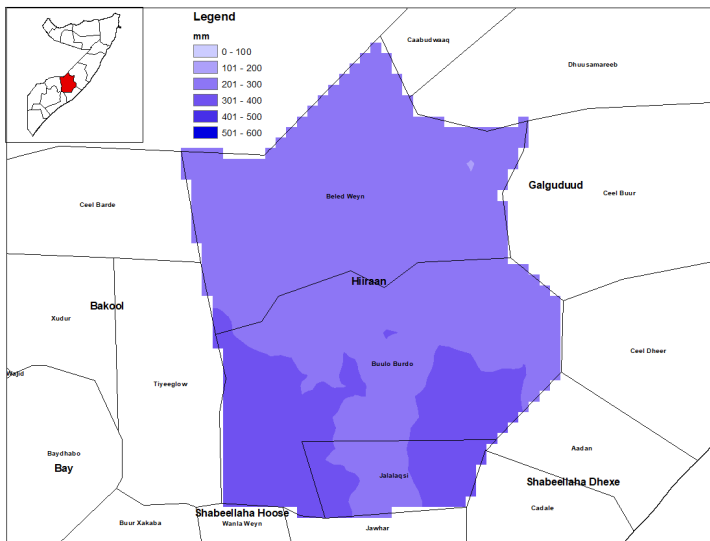 Legend
mm
0 - 100
101 - 200
201 - 300
301 - 400
401 - 500
501 - 600
Caabudwaaq
Dhuusamareeb
Galguduud
Ceel Buur
Beled Weyn
Ceel Barde
Hiiraan
Bakool
Xudur
Ceel Dheer
Buulo Burdo
Wajid
Tiyeeglow
Baydhabo
Bay
Aadan
Jalalaqsi
Shabeellaha Dhexe
Cadale
Shabeellaha Hoose
Buur Xakaba
Wanla Weyn
Jawhar